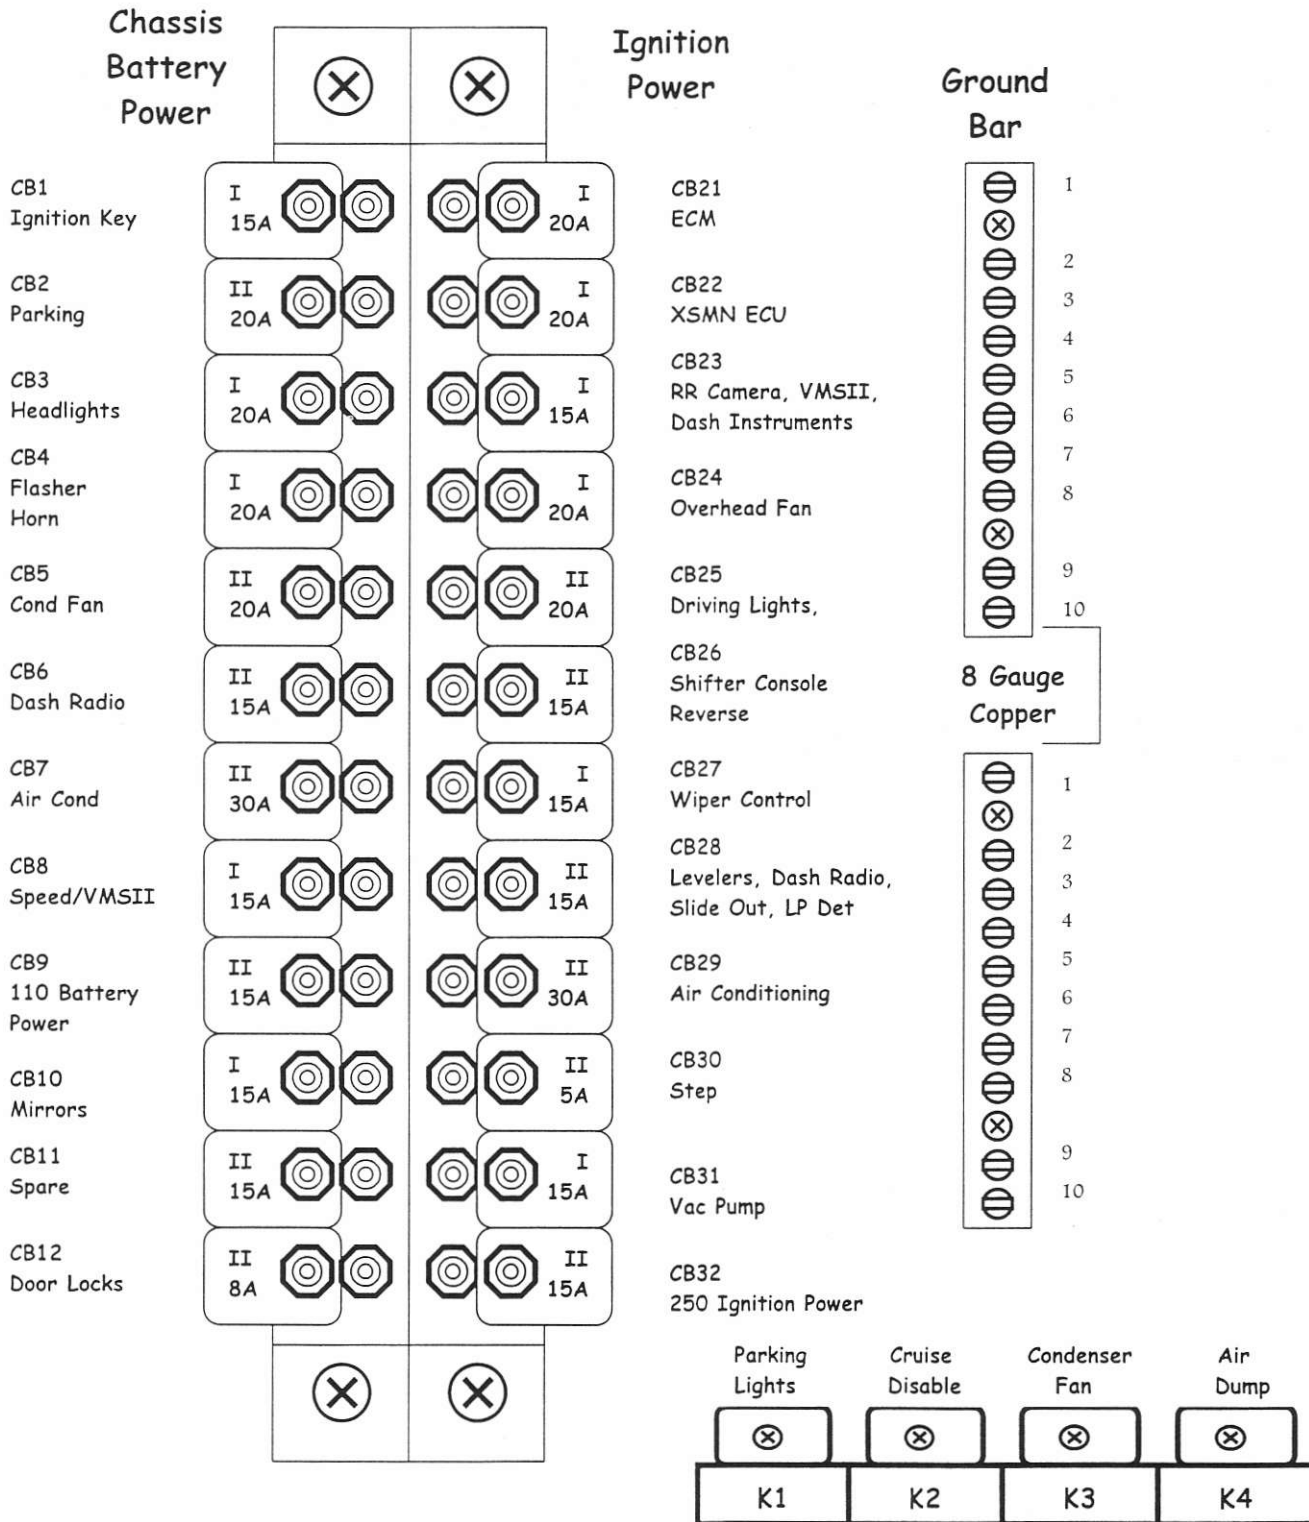 Chassis
Battery
Power
Ignition
Power
Ground
Bar
CB1
Ignition Key
I
15A
I
20A
CB21
ECM
CB2
Parking
II
20A
I
20A
CB22
XSMN ECU
CB3
Headlights
I
20A
I
15A
CB23
RR Camera, VMSII,
Dash Instruments
CB4
Flasher
Horn
I
20A
I
20A
CB24
Overhead Fan
CB5
Cond Fan
II
20A
II
20A
CB25
Driving Lights,
CB6
Dash Radio
II
15A
II
15A
CB26
Shifter Console
Reverse
CB7
Air Cond
II
30A
I
15A
CB27
Wiper Control
CB8
Speed/VMSII
I
15A
II
15A
CB28
Levelers, Dash Radio,
Slide Out, LP Det
CB9
110 Battery
Power
II
15A
II
30A
CB29
Air Conditioning
CB10
Mirrors
I
15A
II
5A
CB30
Step
CB11
Spare
II
15A
I
15A
CB31
Vac Pump
CB12
Door Locks
II
8A
II
15A
CB32
250 Ignition Power
1
2
3
4
5
6
7
8
9
10
8 Gauge
Copper
1
2
3
4
5
6
7
8
9
10
Parking
Lights
Cruise
Disable
Condenser
Fan
Air
Dump
K1
K2
K3
K4